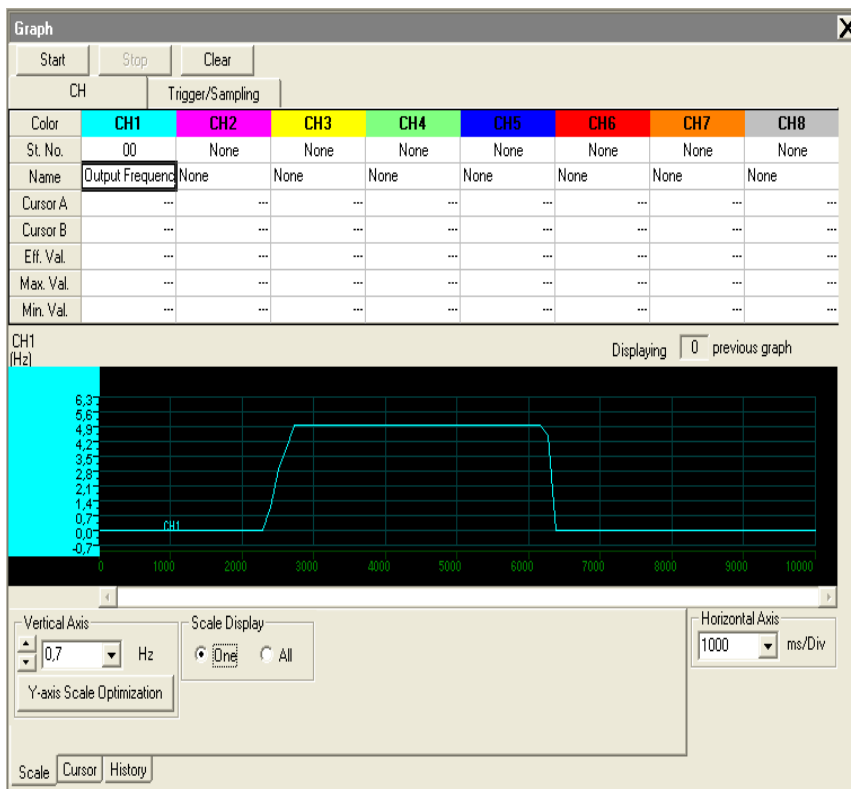 Graph
Start Stop Clear
CH Trigger/Sampling
Color CH1 CH2 CH3 CH4 CH5 CH6 CH7 CH8
St. No. 00 None None None None None None None
Name Output Frequenc None None None None None None None
Cursor A --- --- --- --- --- --- --- ---
Cursor B --- --- --- --- --- --- --- ---
Eff. Val. --- --- --- --- --- --- --- ---
Max. Val. --- --- --- --- --- --- --- ---
Min. Val. --- --- --- --- --- --- --- ---
CH1
(Hz)
Displaying 0 previous graph
6,3
5,6
4,9
4,2
3,5
2,8
2,1
1,4
0,7
0,0
-0,7
CH1
0 1000 2000 3000 4000 5000 6000 7000 8000 9000 10000
Vertical Axis Scale Display Horizontal Axis
0,7 Hz One All 1000 ms/Div
Y-axis Scale Optimization
Scale Cursor History